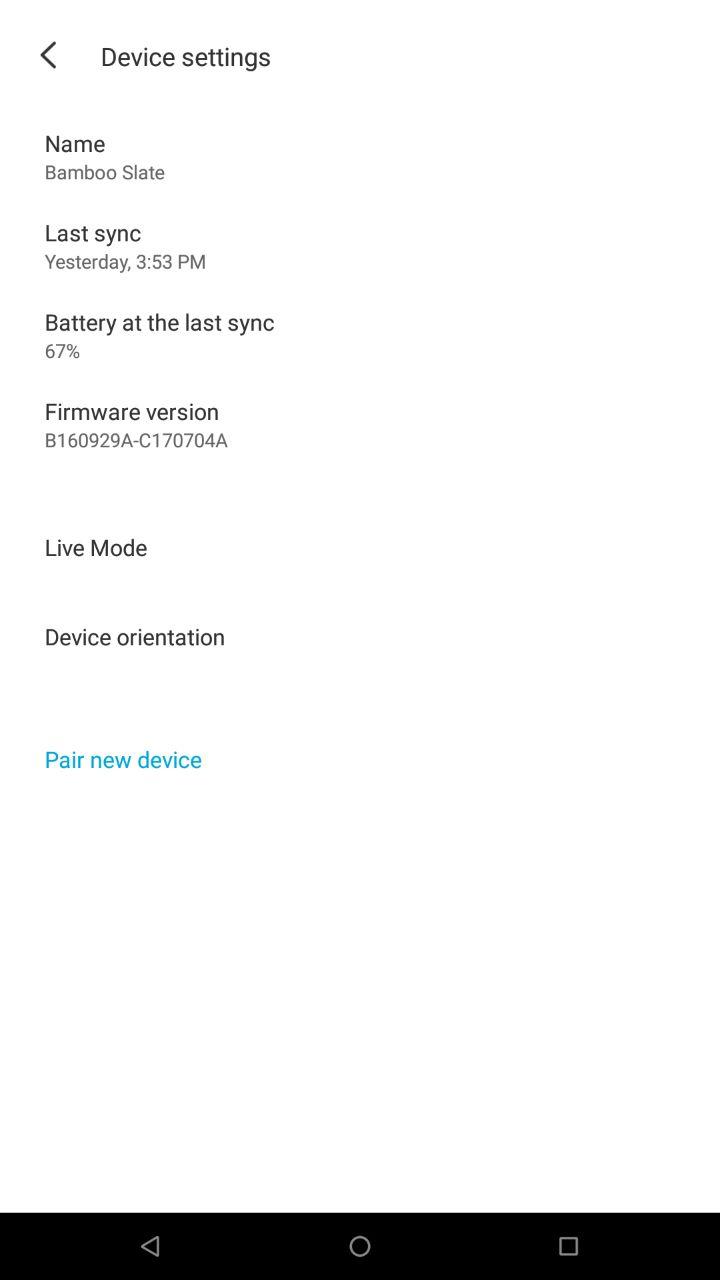 Device settings
Name
Bamboo Slate
Last sync
Yesterday, 3:53 PM
Battery at the last sync
67%
Firmware version
B160929A-C170704A
Live Mode
Device orientation
Pair new device